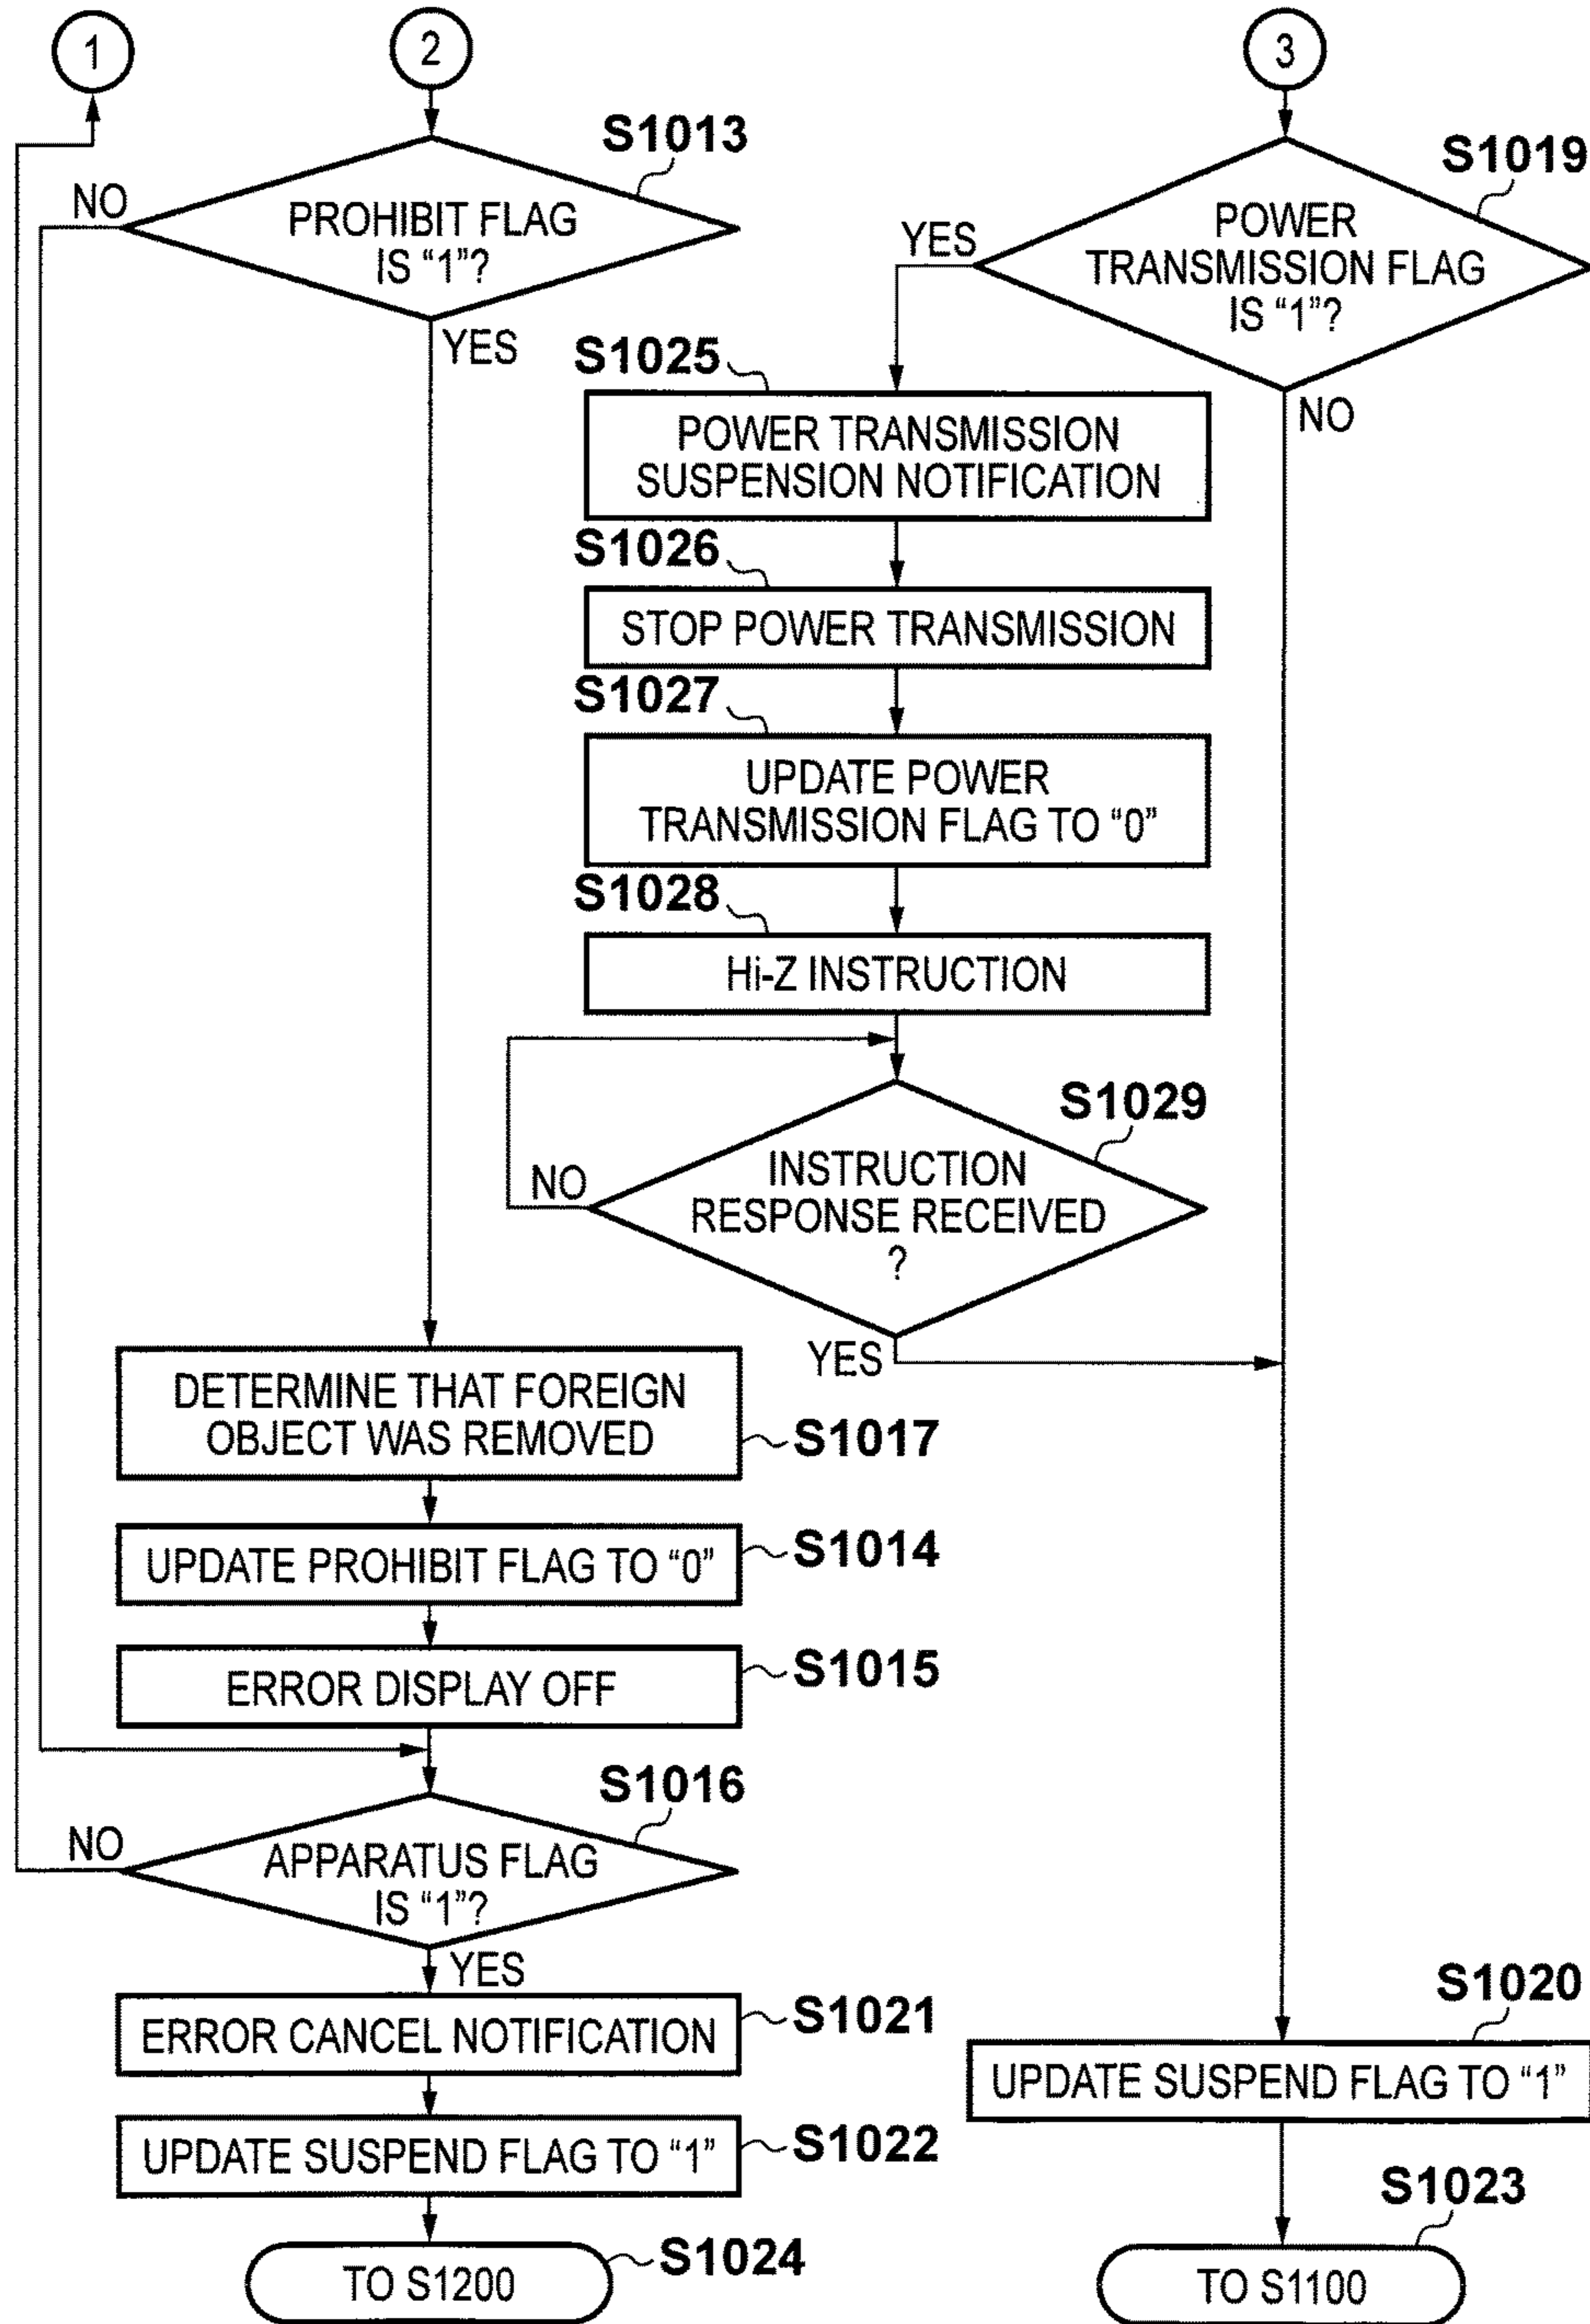 1
2
3
S1013
PROHIBIT FLAG
IS “1”?
NO
YES
S1019
POWER
TRANSMISSION FLAG
IS “1”?
YES
NO
S1025
POWER TRANSMISSION
SUSPENSION NOTIFICATION
S1026
STOP POWER TRANSMISSION
S1027
UPDATE POWER
TRANSMISSION FLAG TO “0”
S1028
Hi-Z INSTRUCTION
S1029
INSTRUCTION
RESPONSE RECEIVED
?
NO
YES
DETERMINE THAT FOREIGN
OBJECT WAS REMOVED
S1017
UPDATE PROHIBIT FLAG TO “0”
S1014
ERROR DISPLAY OFF
S1015
S1016
APPARATUS FLAG
IS “1”?
NO
YES
ERROR CANCEL NOTIFICATION
S1021
UPDATE SUSPEND FLAG TO “1”
S1022
TO S1200
S1024
S1020
UPDATE SUSPEND FLAG TO “1”
S1023
TO S1100